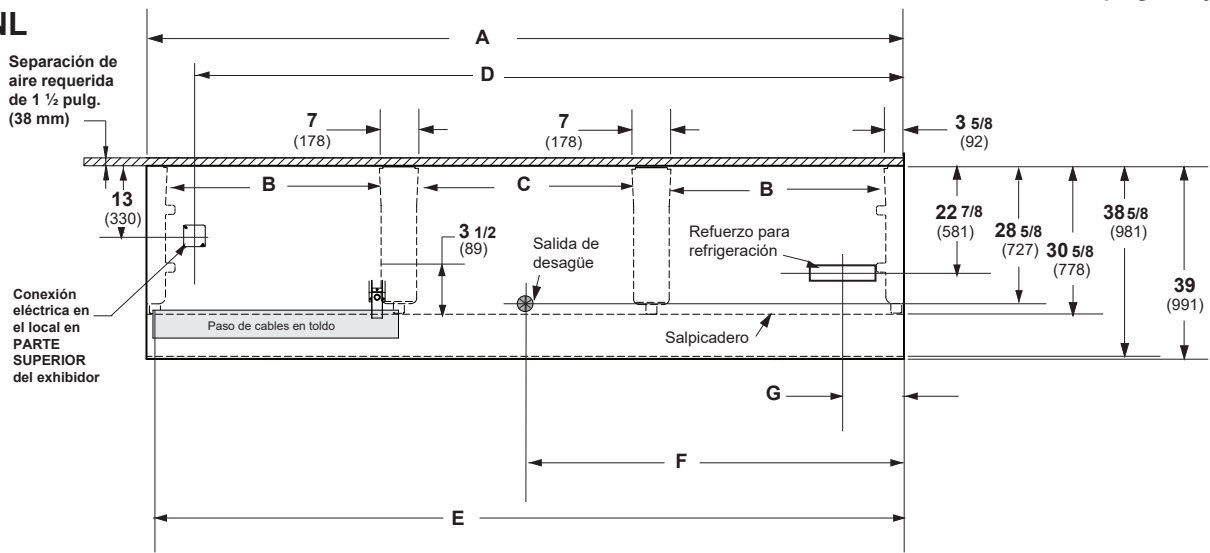 NL
A
Separación de
aire requerida
de 1 ½ pulg.
(38 mm)
D
7
(178)
7
(178)
3 5/8
(92)
B
C
B
13
(330)
3 1/2
(89)
Salida de
desagüe
Refuerzo para
refrigeración
22 7/8
(581)
28 5/8
(727)
30 5/8
(778)
38 5/8
(981)
39
(991)
Conexión
eléctrica en
el local en
PARTE
SUPERIOR
del exhibidor
Paso de cables en toldo
Salpicadero
G
F
E